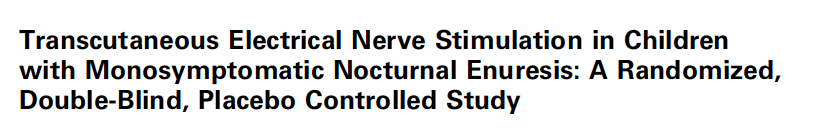 Transcutaneous Electrical Nerve Stimulation in Children
with Monosymptomatic Nocturnal Enuresis: A Randomized,
Double-Blind, Placebo Controlled Study